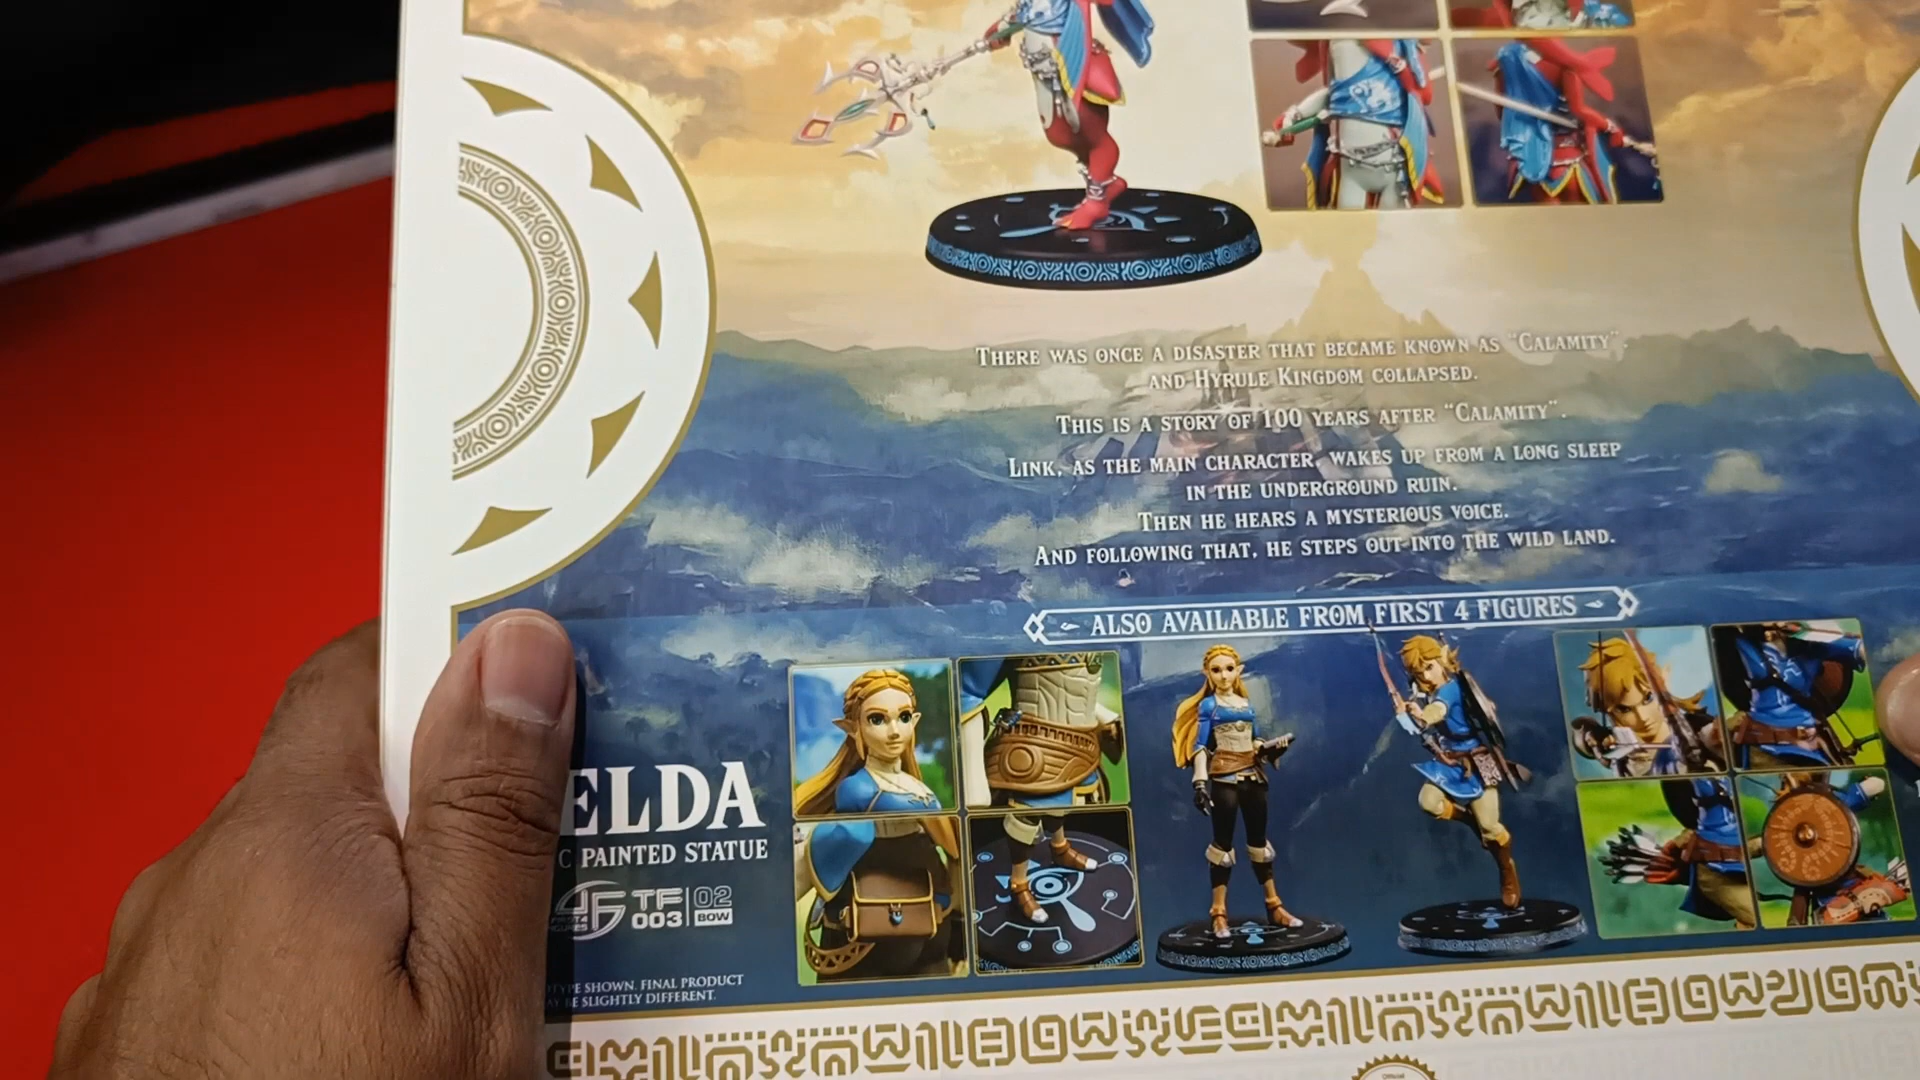 THERE WAS ONCE A DISASTER THAT BECAME KNOWN AS "CALAMITY",
AND HYRULE KINGDOM COLLAPSED.
THIS IS A STORY OF 100 YEARS AFTER "CALAMITY".
LINK, AS THE MAIN CHARACTER, WAKES UP FROM A LONG SLEEP
IN THE UNDERGROUND RUIN.
THEN HE HEARS A MYSTERIOUS VOICE.
AND FOLLOWING THAT, HE STEPS OUT INTO THE WILD LAND.
ALSO AVAILABLE FROM FIRST 4 FIGURES
ELDA
C PAINTED STATUE
TF 02
003 BOW
YPE SHOWN. FINAL PRODUCT
BE SLIGHTLY DIFFERENT.